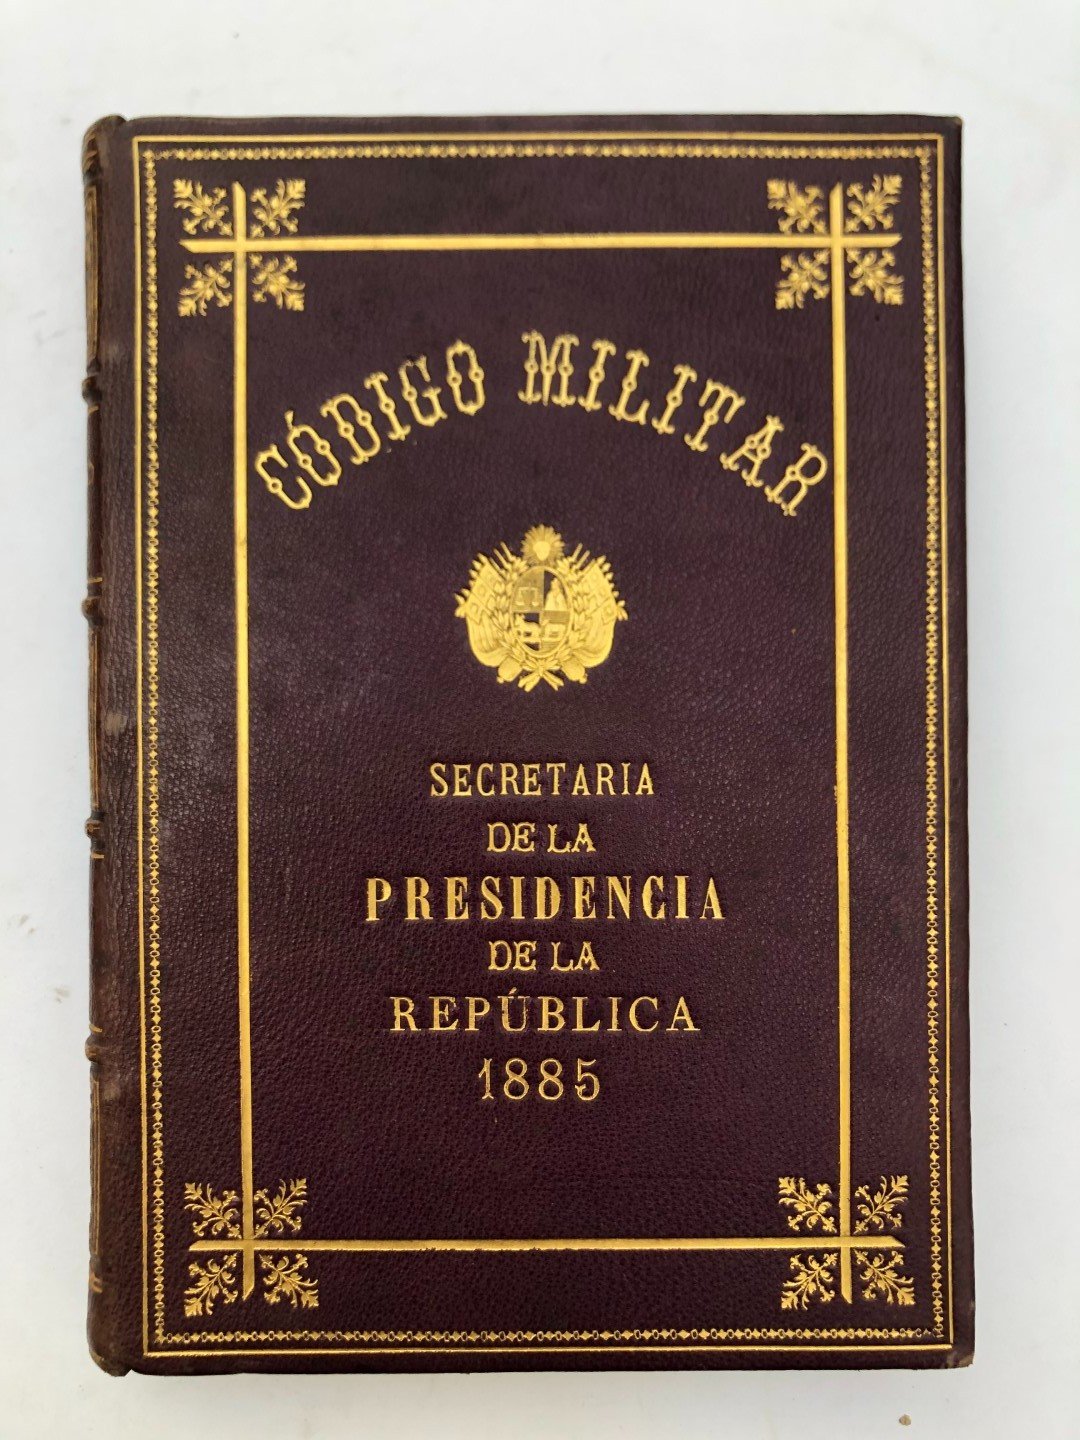 CÓDIGO MILITAR
SECRETARIA
DE LA
PRESIDENCIA
DE LA
REPÚBLICA
1885